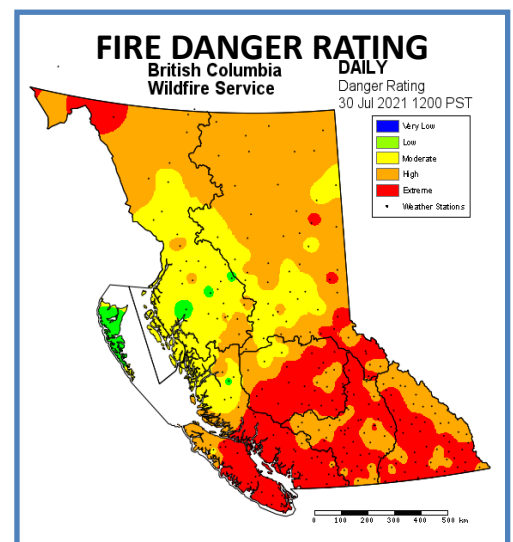 FIRE DANGER RATING
British Columbia
Wildfire Service
DAILY
Danger Rating
30 Jul 2021 1200 PST
Very Low
Low
Moderate
High
Extreme
Weather Stations
0 100 200 300 400 500 km